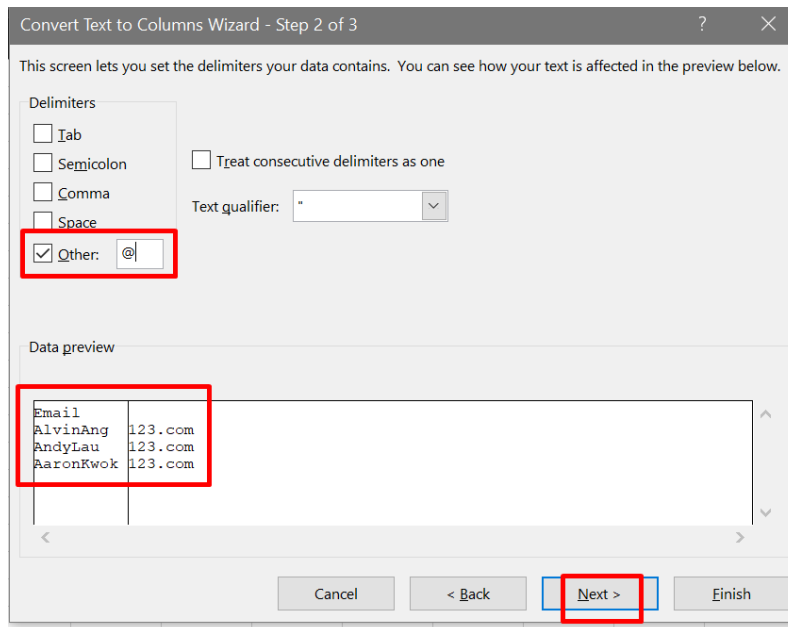 Convert Text to Columns Wizard - Step 2 of 3 ?
This screen lets you set the delimiters your data contains. You can see how your text is affected in the preview below.
Delimiters
Tab
Semicolon
Comma
Space
Other: @
Treat consecutive delimiters as one
Text qualifier: "
Data preview
Email
AlvinAng 123.com
AndyLau 123.com
AaronKwok 123.com
Cancel < Back Next > Finish